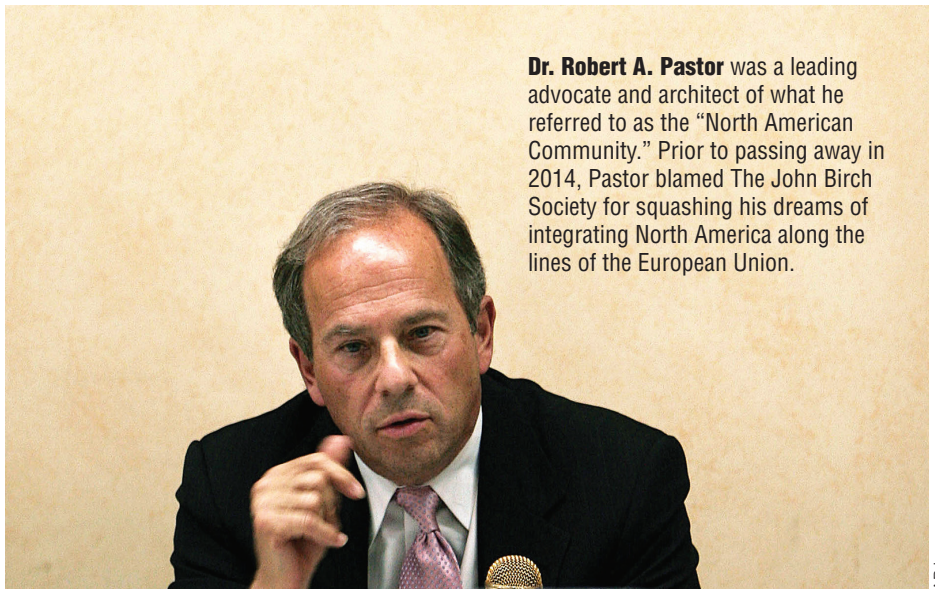 Dr. Robert A. Pastor was a leading
advocate and architect of what he
referred to as the “North American
Community.” Prior to passing away in
2014, Pastor blamed The John Birch
Society for squashing his dreams of
integrating North America along the
lines of the European Union.